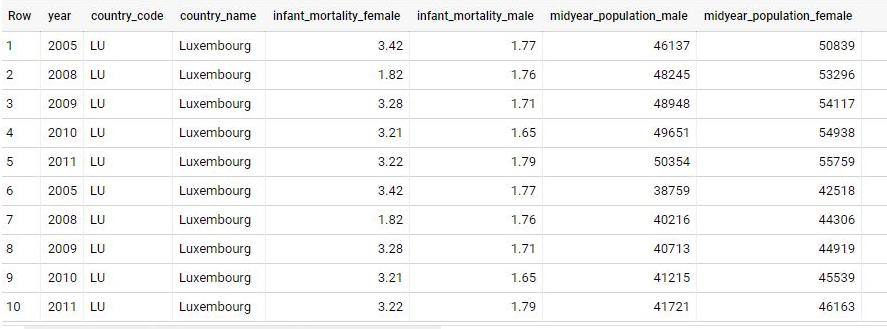 Row year country_code country_name infant_mortality_female infant_mortality_male midyear_population_male midyear_population_female
1 2005 LU Luxembourg 3.42 1.77 46137 50839
2 2008 LU Luxembourg 1.82 1.76 48245 53296
3 2009 LU Luxembourg 3.28 1.71 48948 54117
4 2010 LU Luxembourg 3.21 1.65 49651 54938
5 2011 LU Luxembourg 3.22 1.79 50354 55759
6 2005 LU Luxembourg 3.42 1.77 38759 42518
7 2008 LU Luxembourg 1.82 1.76 40216 44306
8 2009 LU Luxembourg 3.28 1.71 40713 44919
9 2010 LU Luxembourg 3.21 1.65 41215 45539
10 2011 LU Luxembourg 3.22 1.79 41721 46163